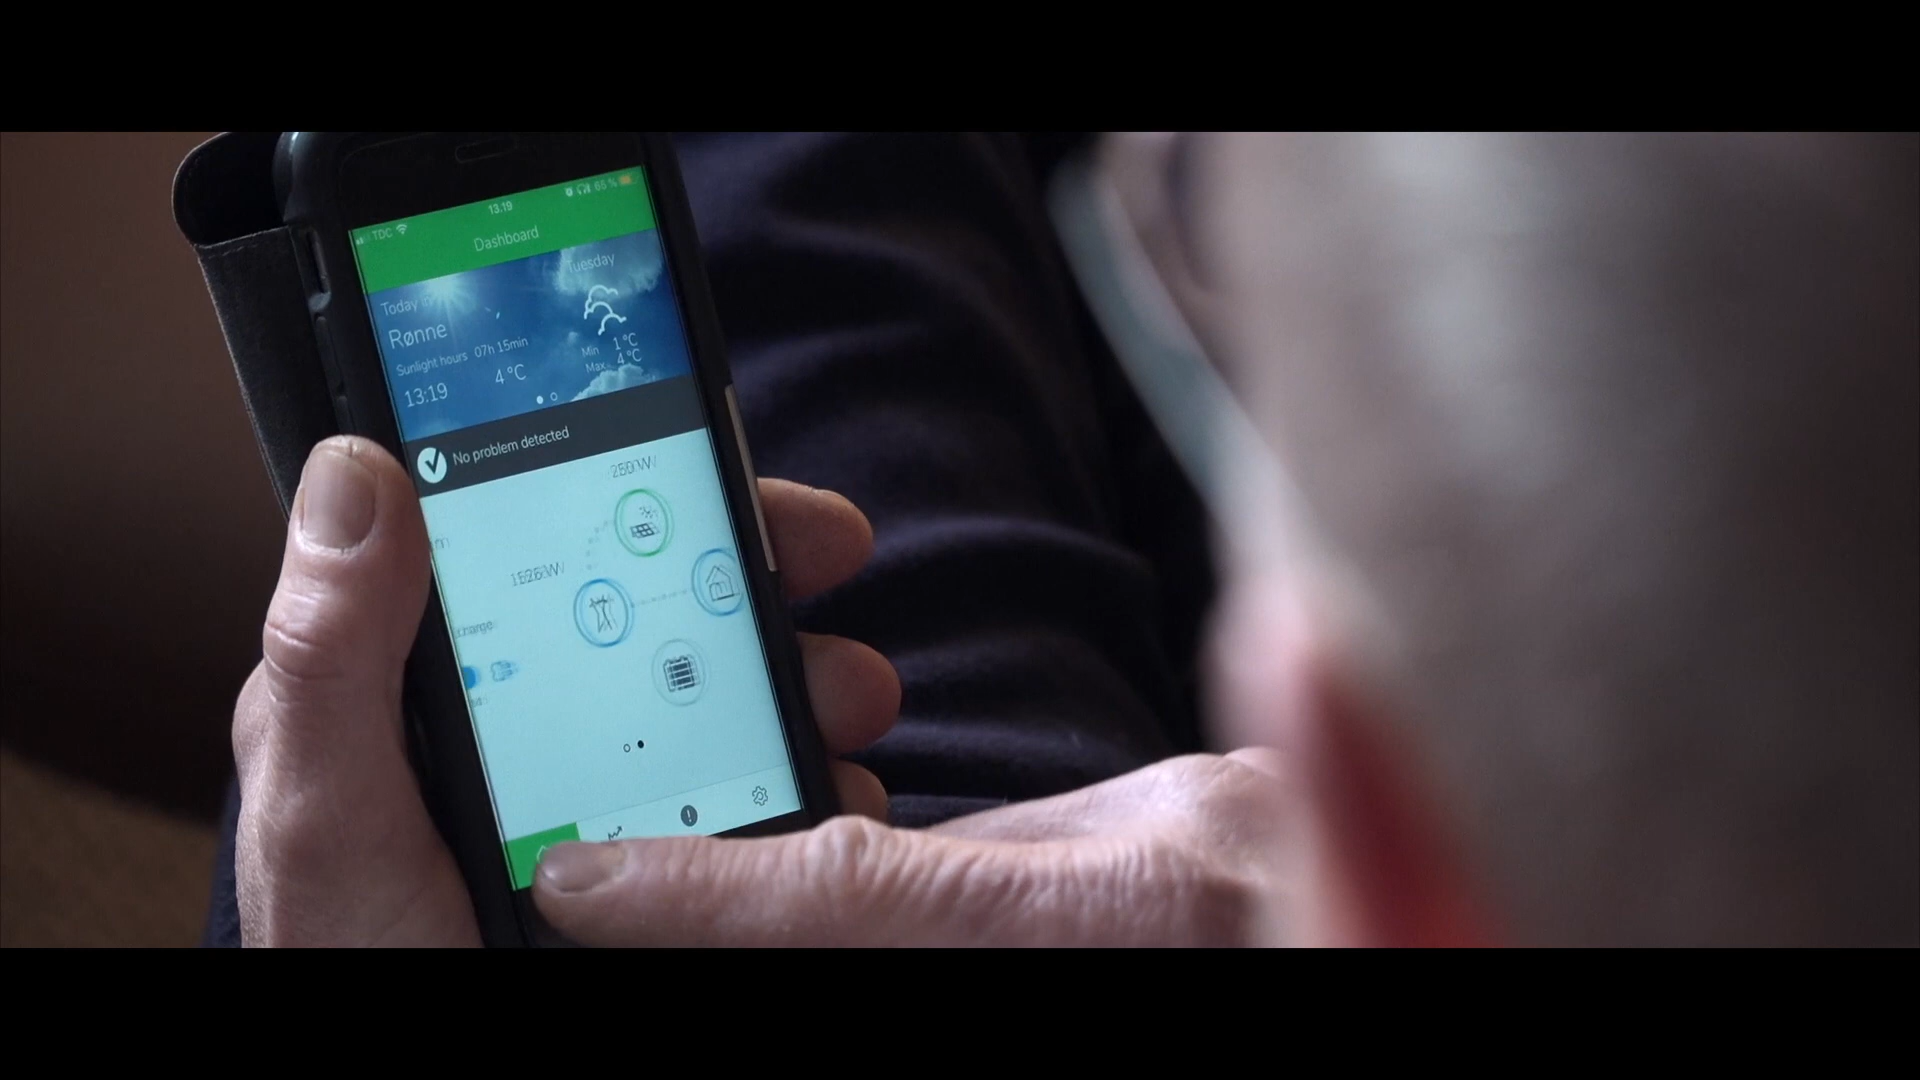 TDC
13.19
65 %
Dashboard
Today in
Rønne
Sunlight hours 07h 15min
13:19
4 °C
Tuesday
Min 1 °C
Max 4 °C
No problem detected